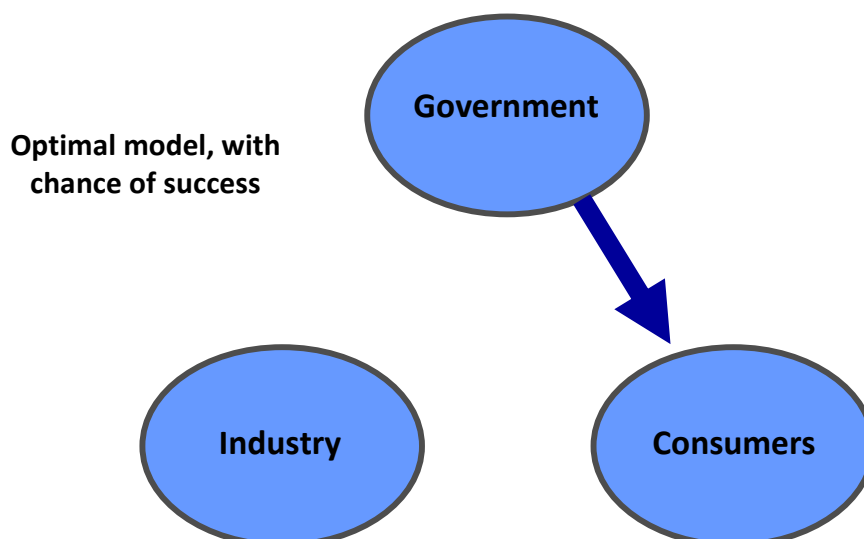 Government
Optimal model, with
chance of success
Industry
Consumers